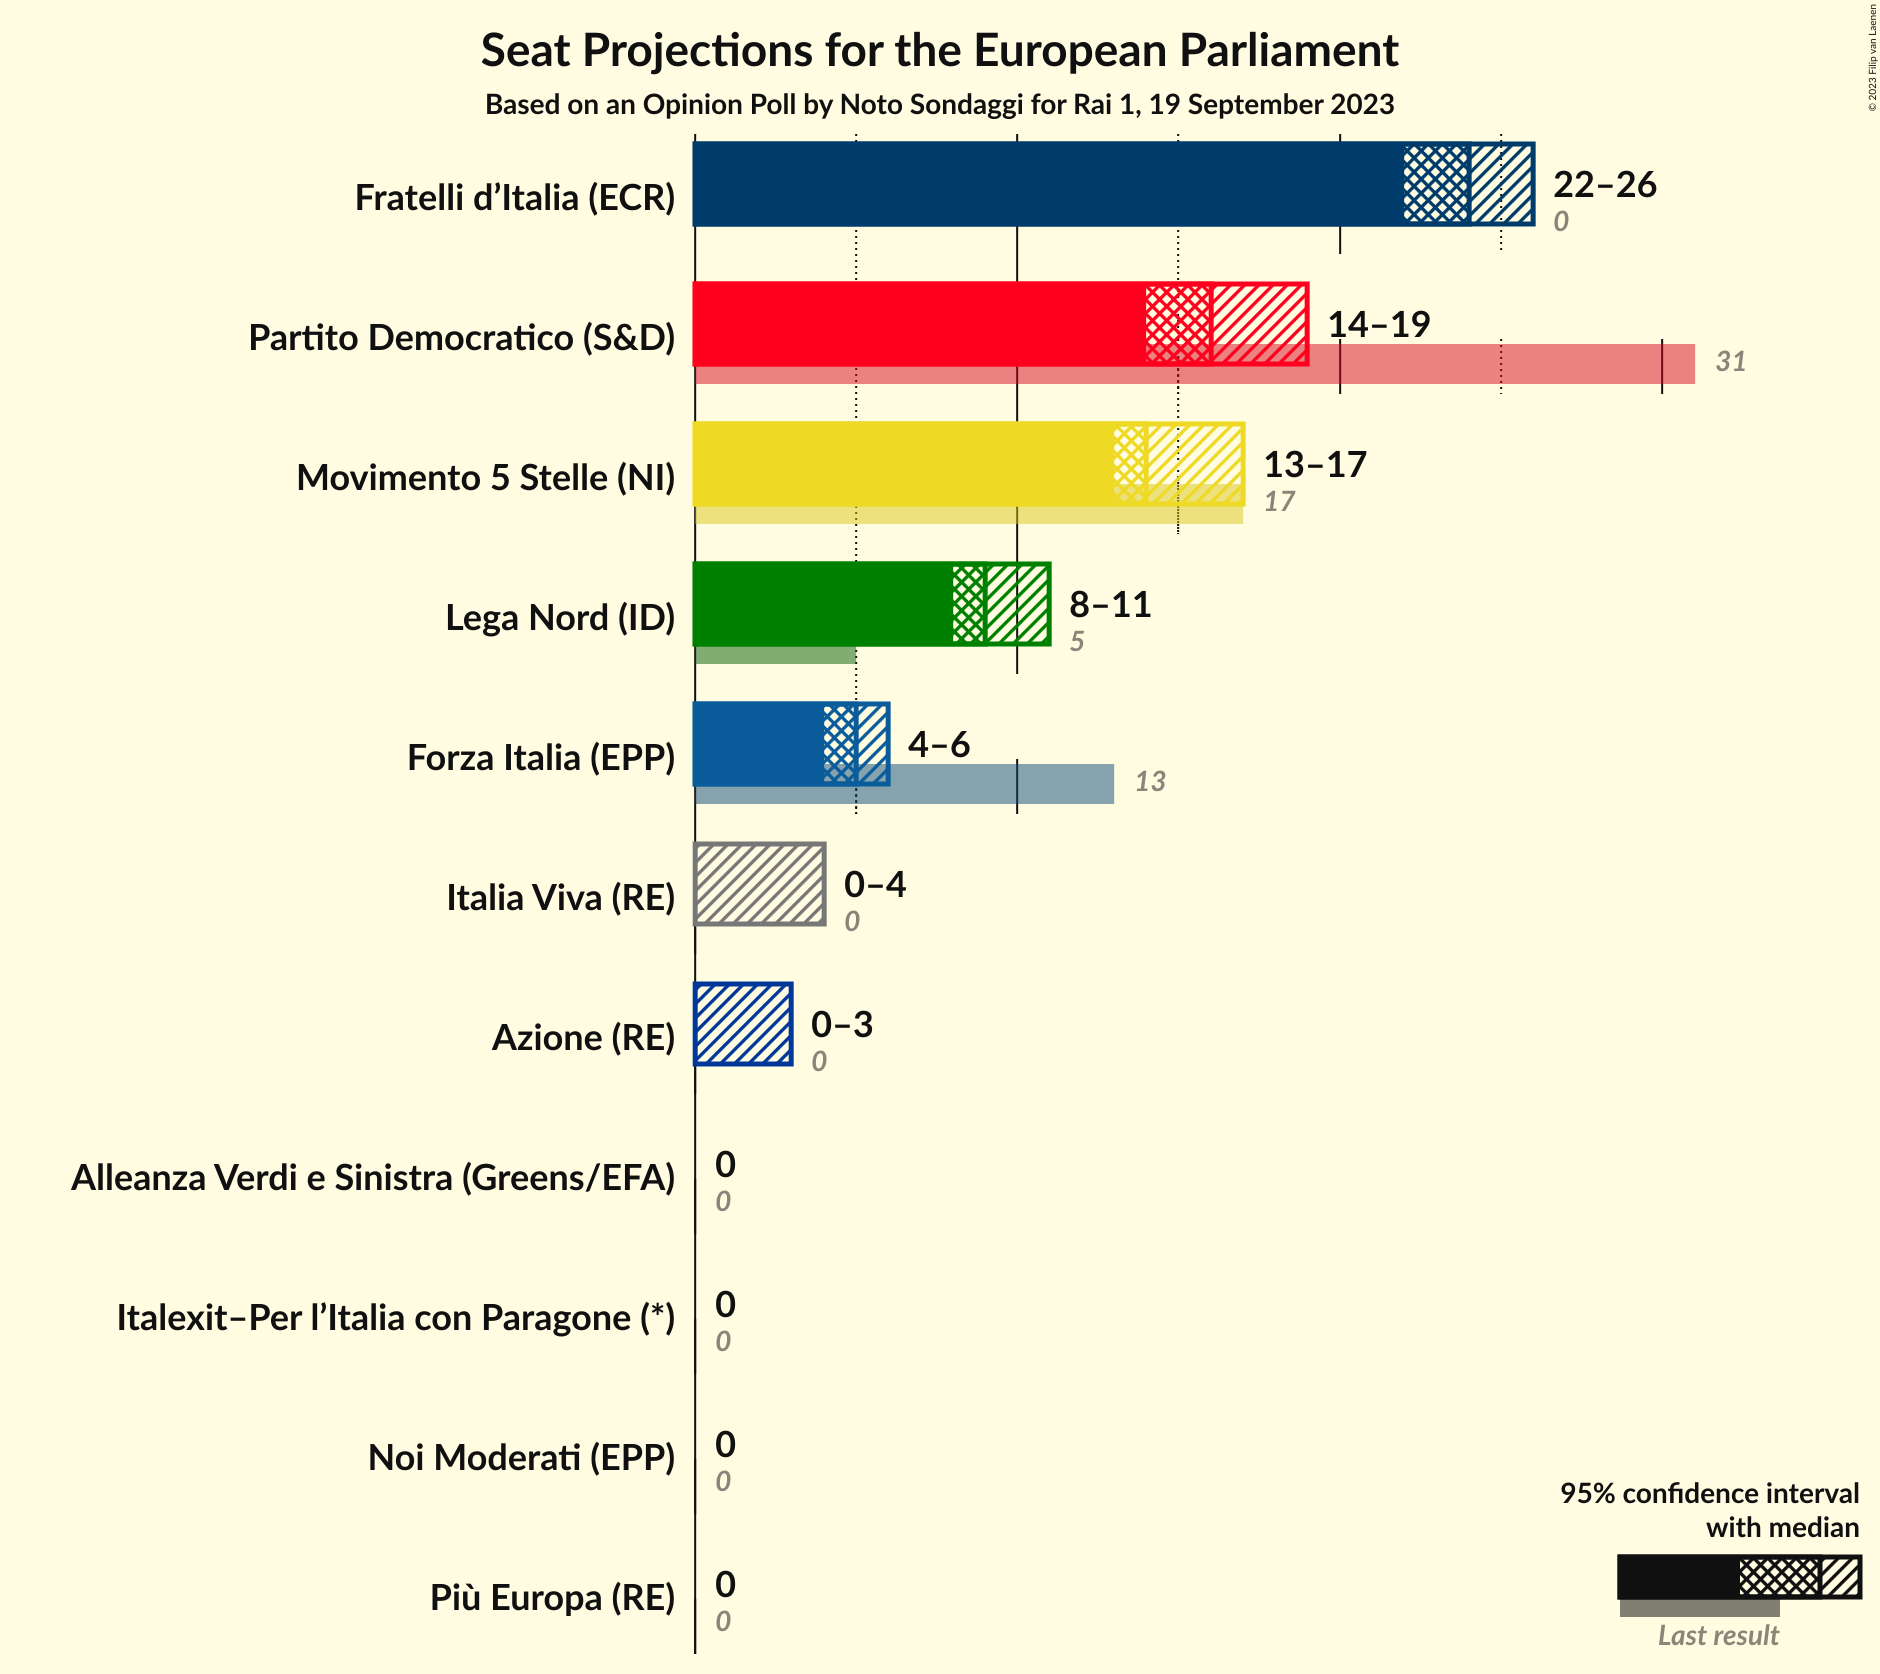 Seat Projections for the European Parliament
Based on an Opinion Poll by Noto Sondaggi for Rai 1, 19 September 2023
© 2023 Filip van Laenen
Fratelli d’Italia (ECR)
22–26
0
Partito Democratico (S&D)
14–19
31
Movimento 5 Stelle (NI)
13–17
17
Lega Nord (ID)
8–11
5
Forza Italia (EPP)
4–6
13
Italia Viva (RE)
0–4
0
Azione (RE)
0–3
0
Alleanza Verdi e Sinistra (Greens/EFA)
0
0
Italexit–Per l’Italia con Paragone (*)
0
0
Noi Moderati (EPP)
0
0
Più Europa (RE)
0
0
95% confidence interval
with median
Last result